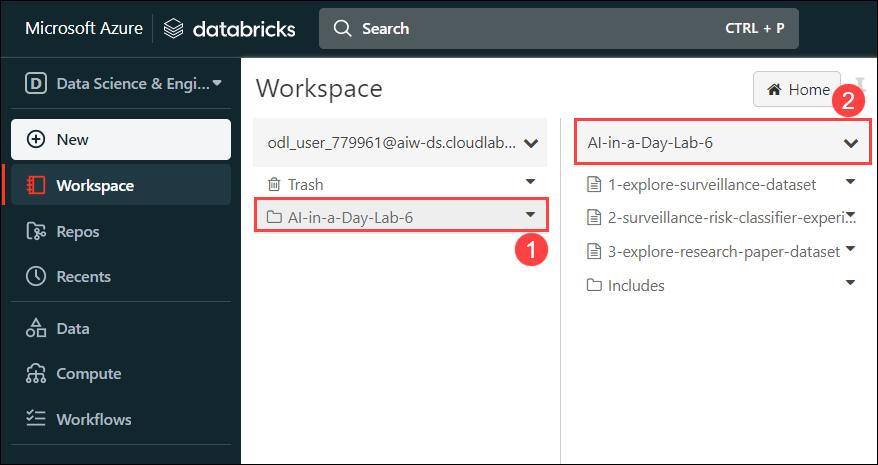 Microsoft Azure databricks Search CTRL + P
D Data Science & Engi...
New
Workspace
Repos
Recents
Data
Compute
Workflows
Workspace
Home
2
odl_user_779961@aiw-ds.cloudlab...
Trash
AI-in-a-Day-Lab-6
1
AI-in-a-Day-Lab-6
1-explore-surveillance-dataset
2-surveillance-risk-classifier-experi...
3-explore-research-paper-dataset
Includes